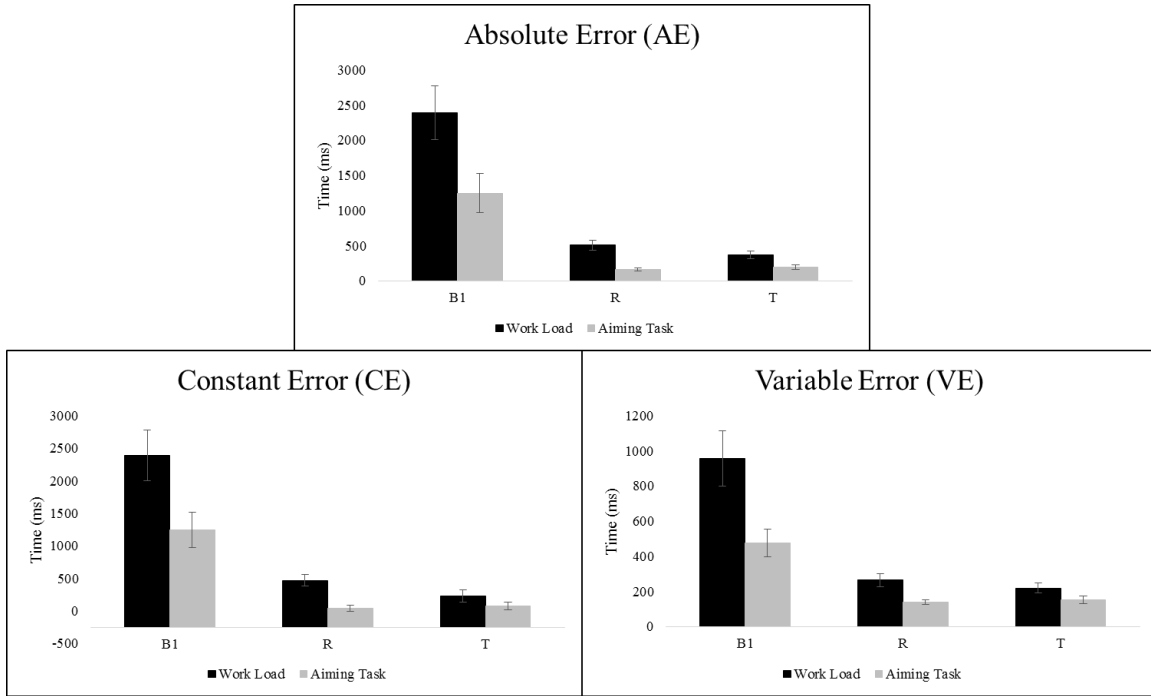 Absolute Error (AE)
Time (ms)
3000
2500
2000
1500
1000
500
0
B1 R T
Work Load Aiming Task
Constant Error (CE)
Time (ms)
3000
2500
2000
1500
1000
500
0
-500
B1 R T
Work Load Aiming Task
Variable Error (VE)
Time (ms)
1200
1000
800
600
400
200
0
B1 R T
Work Load Aiming Task